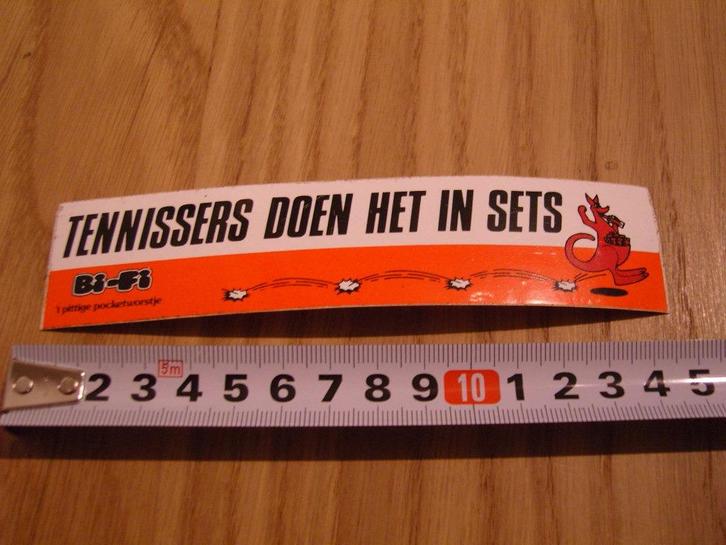 TENNISSERS DOEN HET IN SETS
Bi-Fi
't pittige pocketworstje
5m
2 3 4 5 6 7 8 9 10 1 2 3 4 5